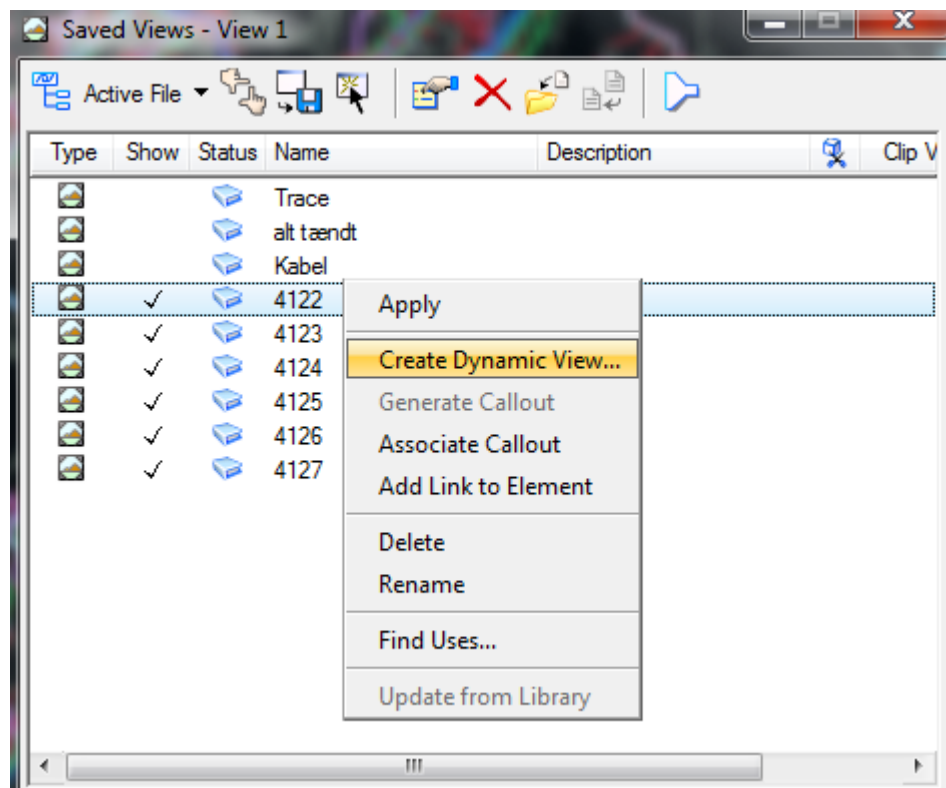 Saved Views - View 1
Active File
Type Show Status Name Description Clip V
Trace
alt tændt
Kabel
4122
4123
4124
4125
4126
4127
Apply
Create Dynamic View...
Generate Callout
Associate Callout
Add Link to Element
Delete
Rename
Find Uses...
Update from Library